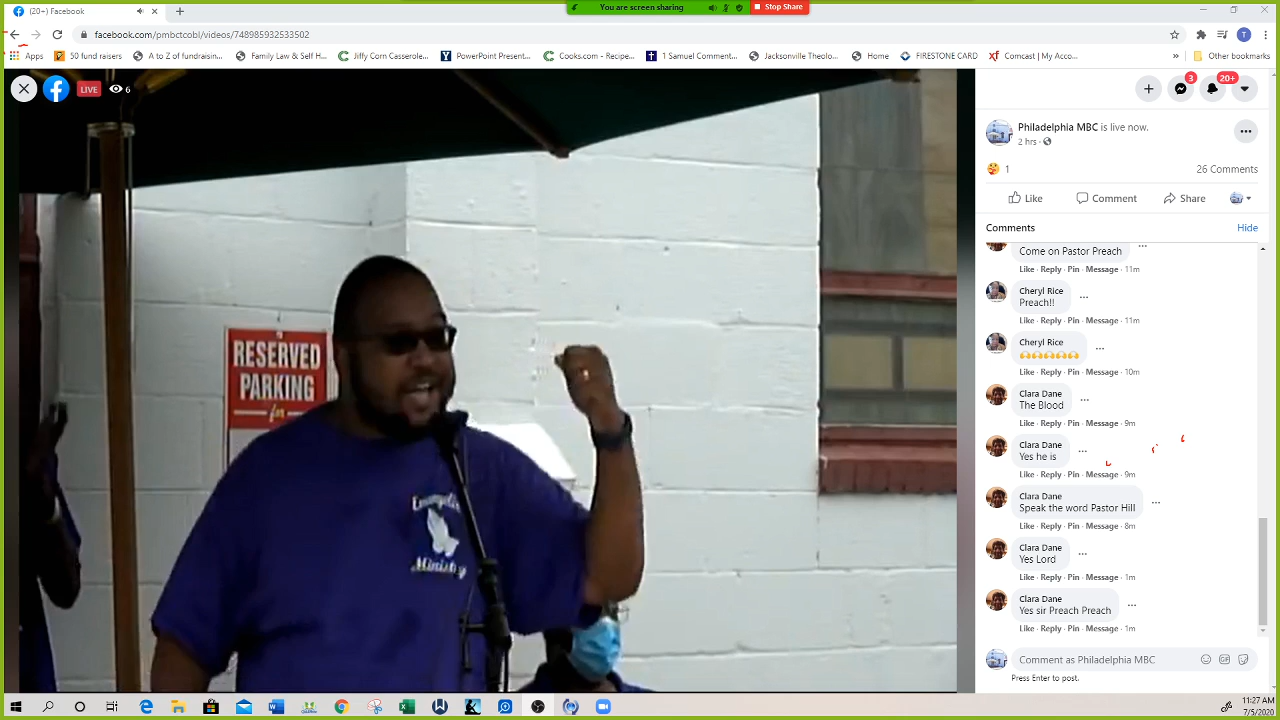 (20+) Facebook
You are screen sharing
Stop Share
facebook.com/pmbctcobl/videos/748985932533502
T
Apps
50 fund raisers
A to Z of fundraisin...
Family Law & Self H...
Jiffy Corn Casserole...
PowerPoint Present...
Cooks.com - Recipe...
1 Samuel Comment...
Jacksonville Theolo...
Home
FIRESTONE CARD
Comcast | My Acco...
»
Other bookmarks
LIVE
6
3
20+
Philadelphia MBC is live now.
2 hrs ·
1
26 Comments
Like
Comment
Share
Comments
Hide
Come on Pastor Preach
Like · Reply · Pin · Message · 11m
Cheryl Rice
Preach!!
Like · Reply · Pin · Message · 11m
Cheryl Rice
🙌🙌🙌🙌🙌🙌
Like · Reply · Pin · Message · 10m
Clara Dane
The Blood
Like · Reply · Pin · Message · 9m
Clara Dane
Yes he is
Like · Reply · Pin · Message · 9m
Clara Dane
Speak the word Pastor Hill
Like · Reply · Pin · Message · 8m
Clara Dane
Yes Lord
Like · Reply · Pin · Message · 1m
Clara Dane
Yes sir Preach Preach
Like · Reply · Pin · Message · 1m
Comment as Philadelphia MBC
GIF
Press Enter to post.
RESERVED
PARKING
for
Ministry
11:27 AM
7/5/2020